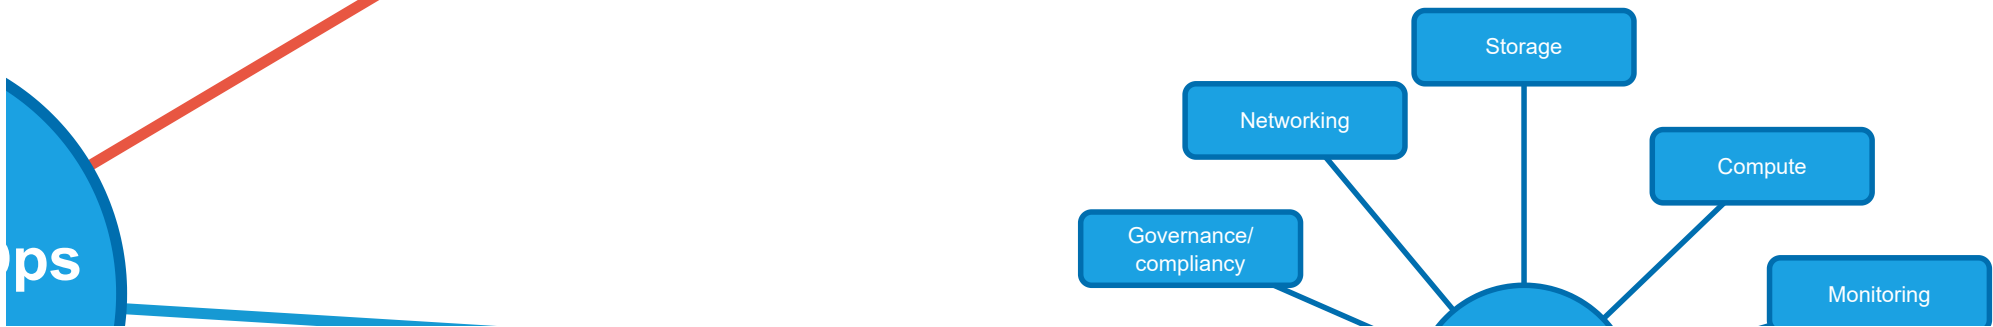 Storage
Networking
Compute
Governance/
compliancy
ps
Monitoring